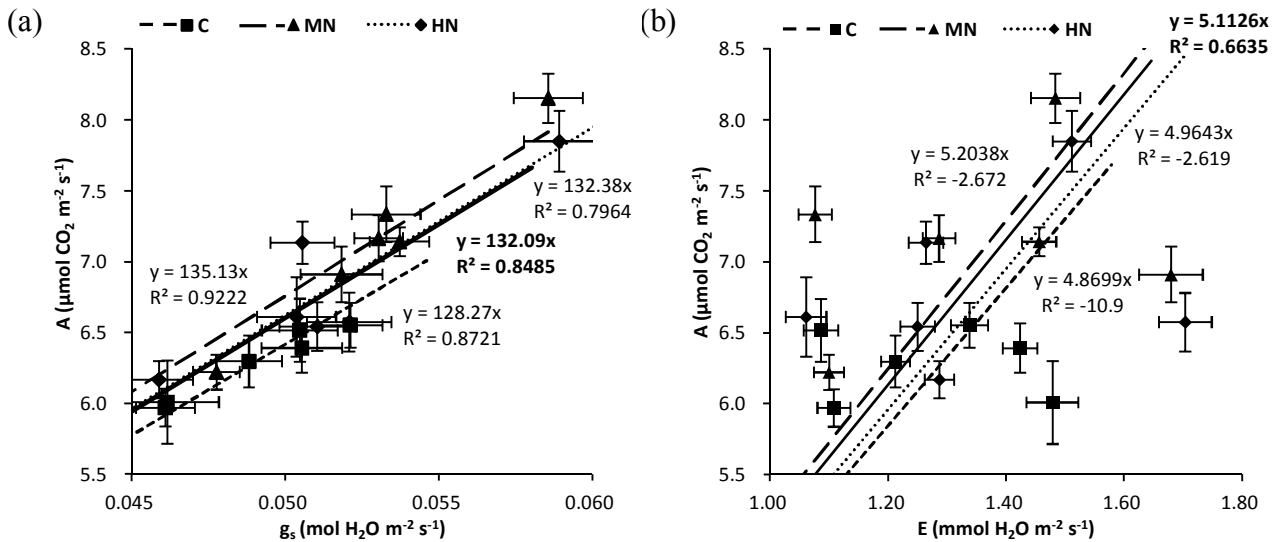 (a)
C MN HN
A (µmol CO₂ m⁻² s⁻¹)
8.5
8.0
7.5
7.0
6.5
6.0
5.5
y = 132.38x
R² = 0.7964
y = 132.09x
R² = 0.8485
y = 135.13x
R² = 0.9222
y = 128.27x
R² = 0.8721
0.045 0.050 0.055 0.060
gₛ (mol H₂O m⁻² s⁻¹)
(b)
C MN HN
y = 5.1126x
R² = 0.6635
A (µmol CO₂ m⁻² s⁻¹)
8.5
8.0
7.5
7.0
6.5
6.0
5.5
y = 4.9643x
R² = -2.619
y = 5.2038x
R² = -2.672
y = 4.8699x
R² = -10.9
1.00 1.20 1.40 1.60 1.80
E (mmol H₂O m⁻² s⁻¹)